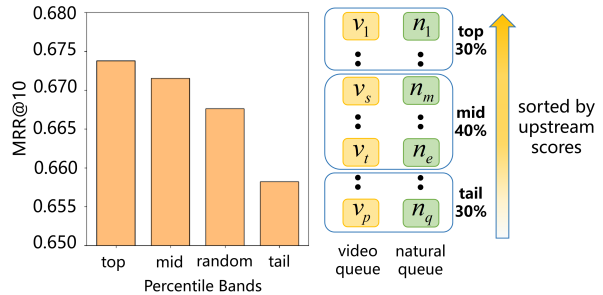 MRR@10
0.680
0.675
0.670
0.665
0.660
0.655
0.650
top
mid
random
tail
Percentile Bands
v1
n1
top
30%
vs
nm
mid
40%
vt
ne
tail
30%
vp
nq
video
queue
natural
queue
sorted by
upstream
scores